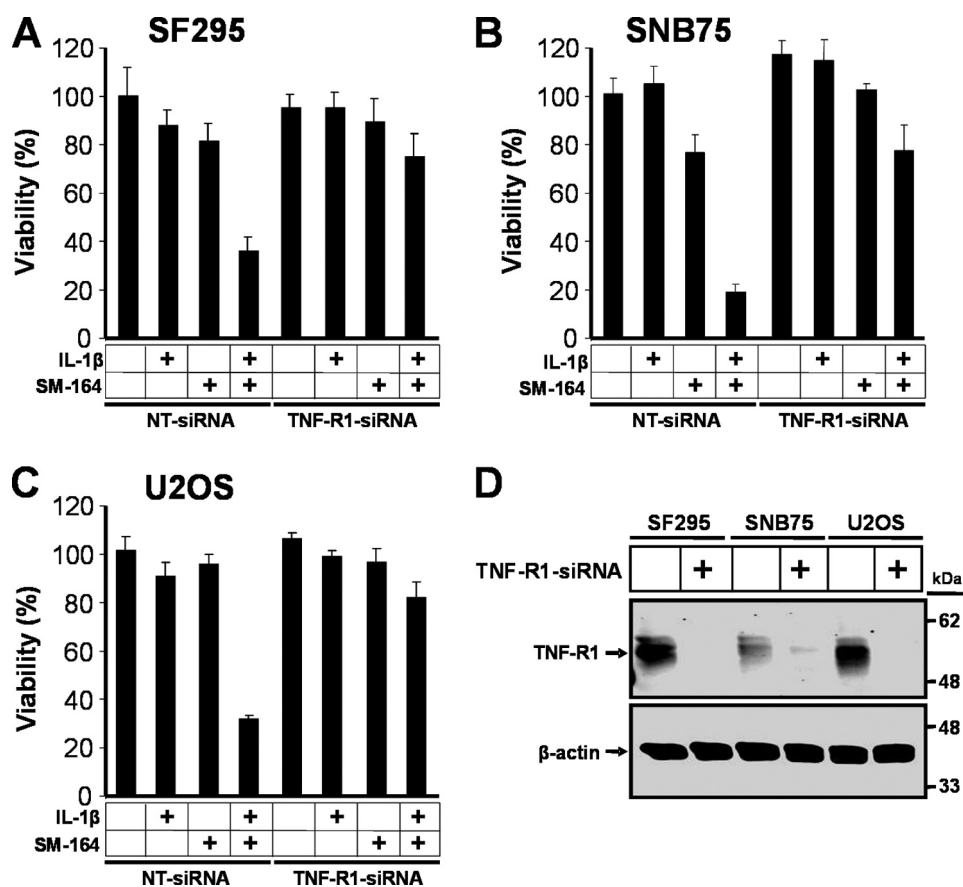 A
SF295
Viability (%)
120
100
80
60
40
20
0
IL-1β + +
SM-164 + +
+ +
+ +
NT-siRNA TNF-R1-siRNA
B
SNB75
Viability (%)
120
100
80
60
40
20
0
IL-1β + +
SM-164 + +
+ +
+ +
NT-siRNA TNF-R1-siRNA
C
U2OS
Viability (%)
120
100
80
60
40
20
0
IL-1β + +
SM-164 + +
+ +
+ +
NT-siRNA TNF-R1-siRNA
D
SF295 SNB75 U2OS
TNF-R1-siRNA + + +
kDa
62
TNF-R1
48
48
β-actin
33